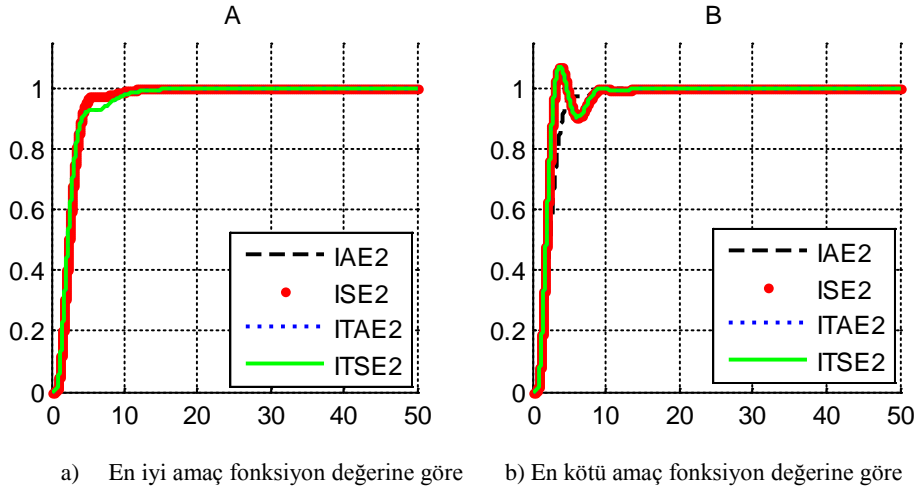 A
1
0.8
0.6
0.4
0.2
0
0 10 20 30 40 50
IAE2
ISE2
ITAE2
ITSE2
B
1
0.8
0.6
0.4
0.2
0
0 10 20 30 40 50
IAE2
ISE2
ITAE2
ITSE2
a) En iyi amaç fonksiyon değerine göre
b) En kötü amaç fonksiyon değerine göre